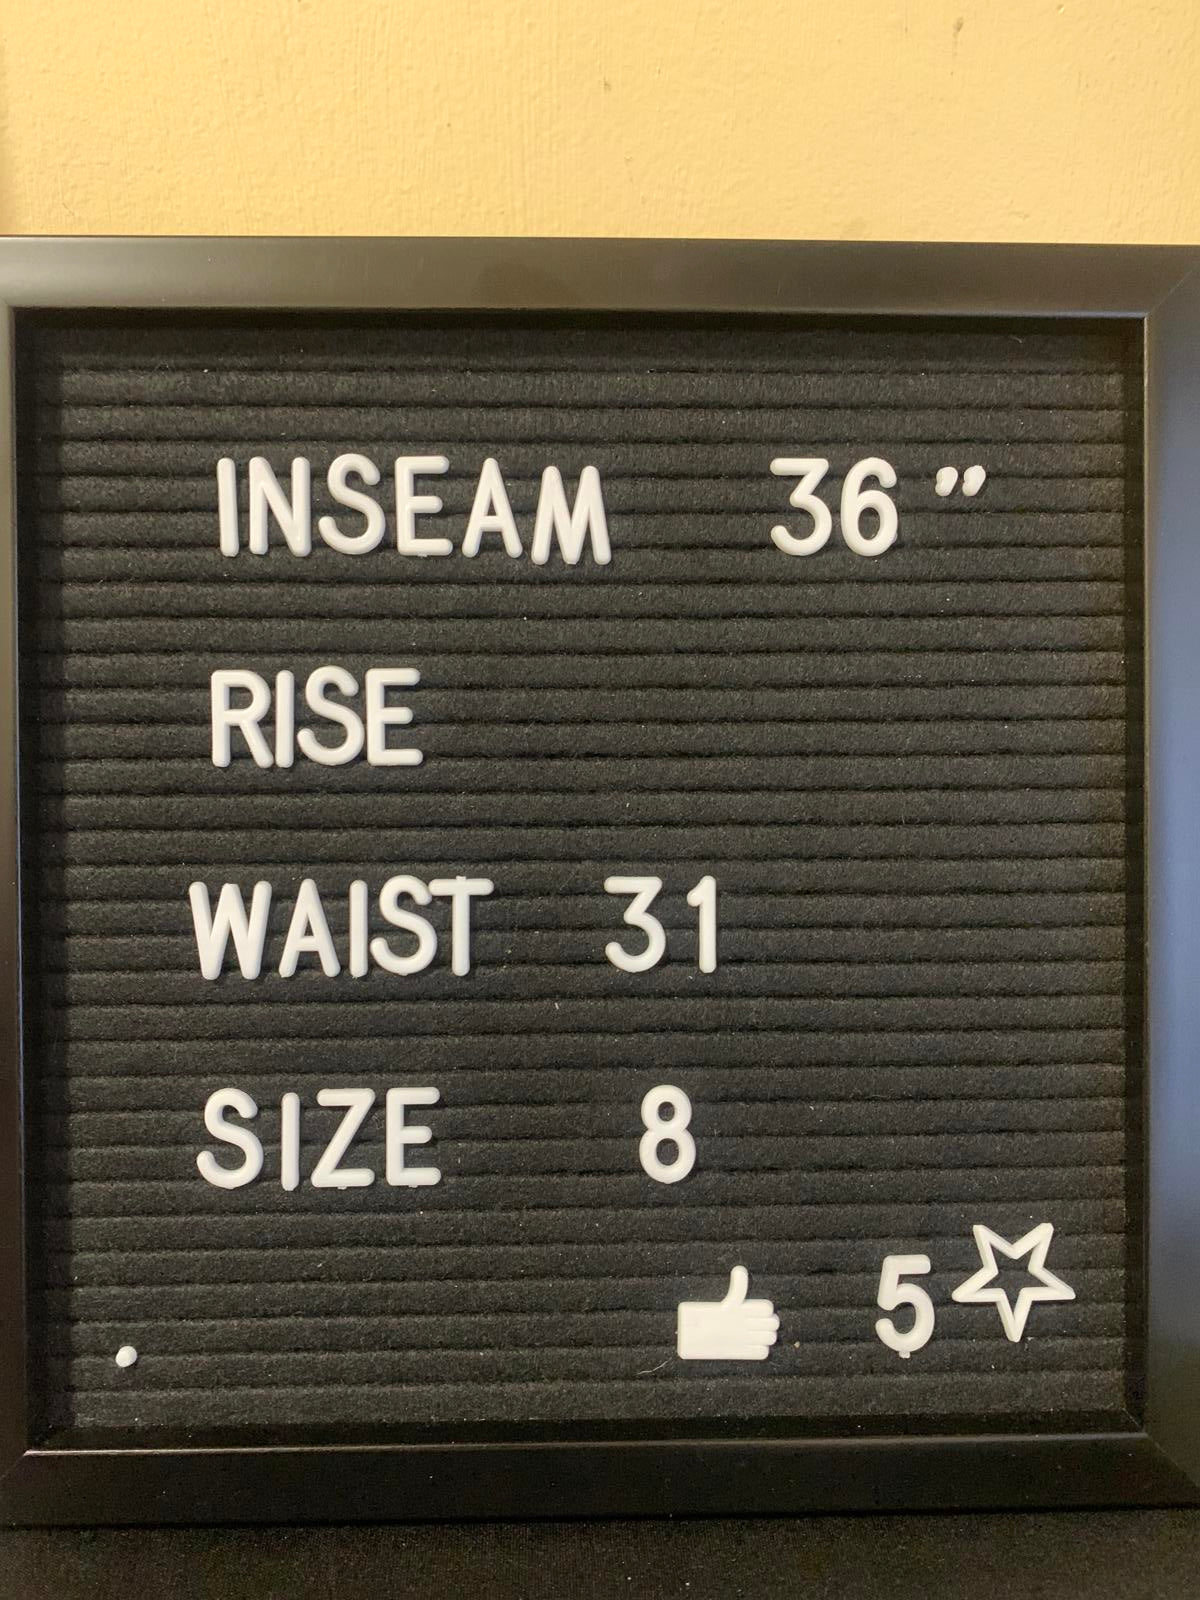 INSEAM 36”
RISE
WAIST 31
SIZE 8
5
.